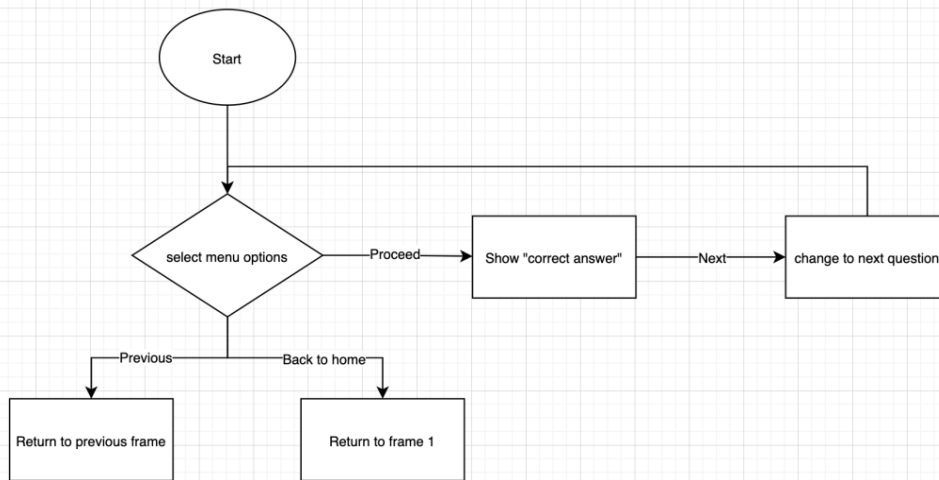 Start
select menu options
Proceed
Show "correct answer"
Next
change to next question
Previous
Back to home
Return to previous frame
Return to frame 1